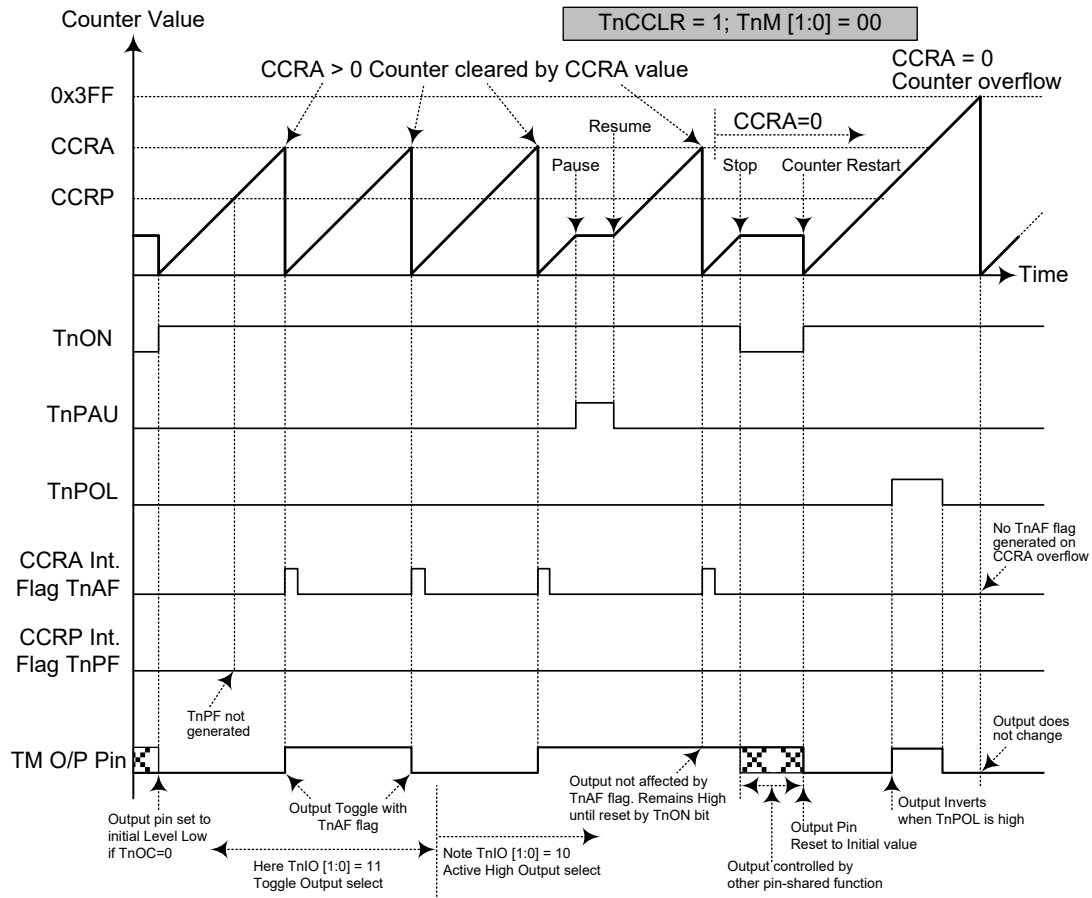 Counter Value
TnCCLR = 1; TnM [1:0] = 00
CCRA > 0 Counter cleared by CCRA value
CCRA = 0
Counter overflow
0x3FF
Resume
CCRA=0
CCRA
Pause
Stop
Counter Restart
CCRP
Time
TnON
TnPAU
TnPOL
No TnAF flag
generated on
CCRA overflow
CCRA Int.
Flag TnAF
CCRP Int.
Flag TnPF
TnPF not
generated
Output does
not change
TM O/P Pin
Output pin set to
initial Level Low
if TnOC=0
Output Toggle with
TnAF flag
Output not affected by
TnAF flag. Remains High
until reset by TnON bit
Output Inverts
when TnPOL is high
Output Pin
Reset to Initial value
Here TnIO [1:0] = 11
Toggle Output select
Note TnIO [1:0] = 10
Active High Output select
Output controlled by
other pin-shared function